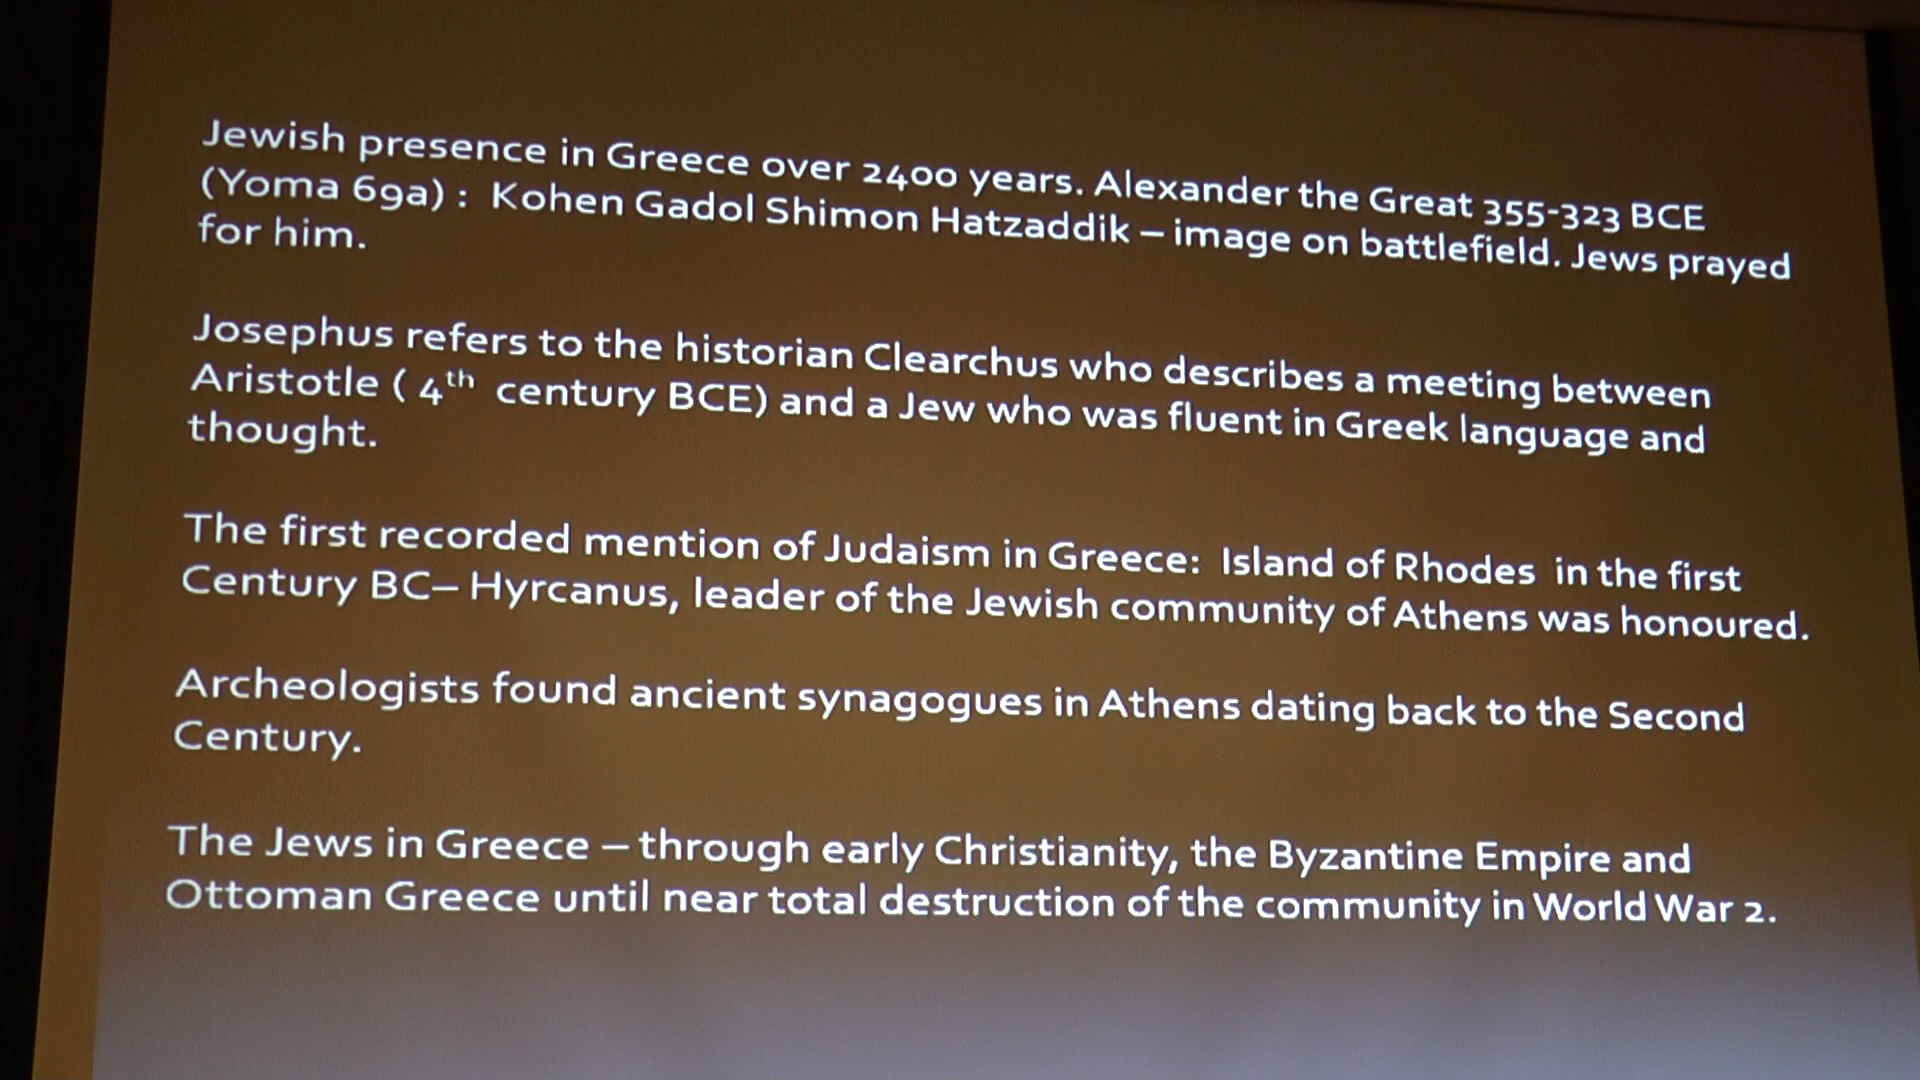 Jewish presence in Greece over 2400 years. Alexander the Great 355-323 BCE
(Yoma 69a) : Kohen Gadol Shimon Hatzaddik – image on battlefield. Jews prayed
for him.
Josephus refers to the historian Clearchus who describes a meeting between
Aristotle ( 4th century BCE) and a Jew who was fluent in Greek language and
thought.
The first recorded mention of Judaism in Greece: Island of Rhodes in the first
Century BC– Hyrcanus, leader of the Jewish community of Athens was honoured.
Archeologists found ancient synagogues in Athens dating back to the Second
Century.
The Jews in Greece – through early Christianity, the Byzantine Empire and
Ottoman Greece until near total destruction of the community in World War 2.